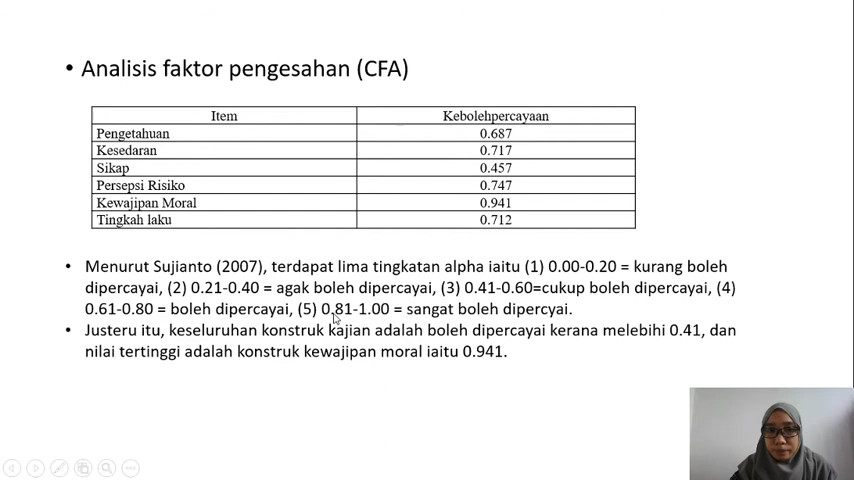 • Analisis faktor pengesahan (CFA)
Item Kebolehpercayaan
Pengetahuan 0.687
Kesedaran 0.717
Sikap 0.457
Persepsi Risiko 0.747
Kewajipan Moral 0.941
Tingkah laku 0.712
• Menurut Sujianto (2007), terdapat lima tingkatan alpha iaitu (1) 0.00-0.20 = kurang boleh
dipercayai, (2) 0.21-0.40 = agak boleh dipercayai, (3) 0.41-0.60=cukup boleh dipercayai, (4)
0.61-0.80 = boleh dipercayai, (5) 0.81-1.00 = sangat boleh dipercyai.
• Justeru itu, keseluruhan konstruk kajian adalah boleh dipercayai kerana melebihi 0.41, dan
nilai tertinggi adalah konstruk kewajipan moral iaitu 0.941.